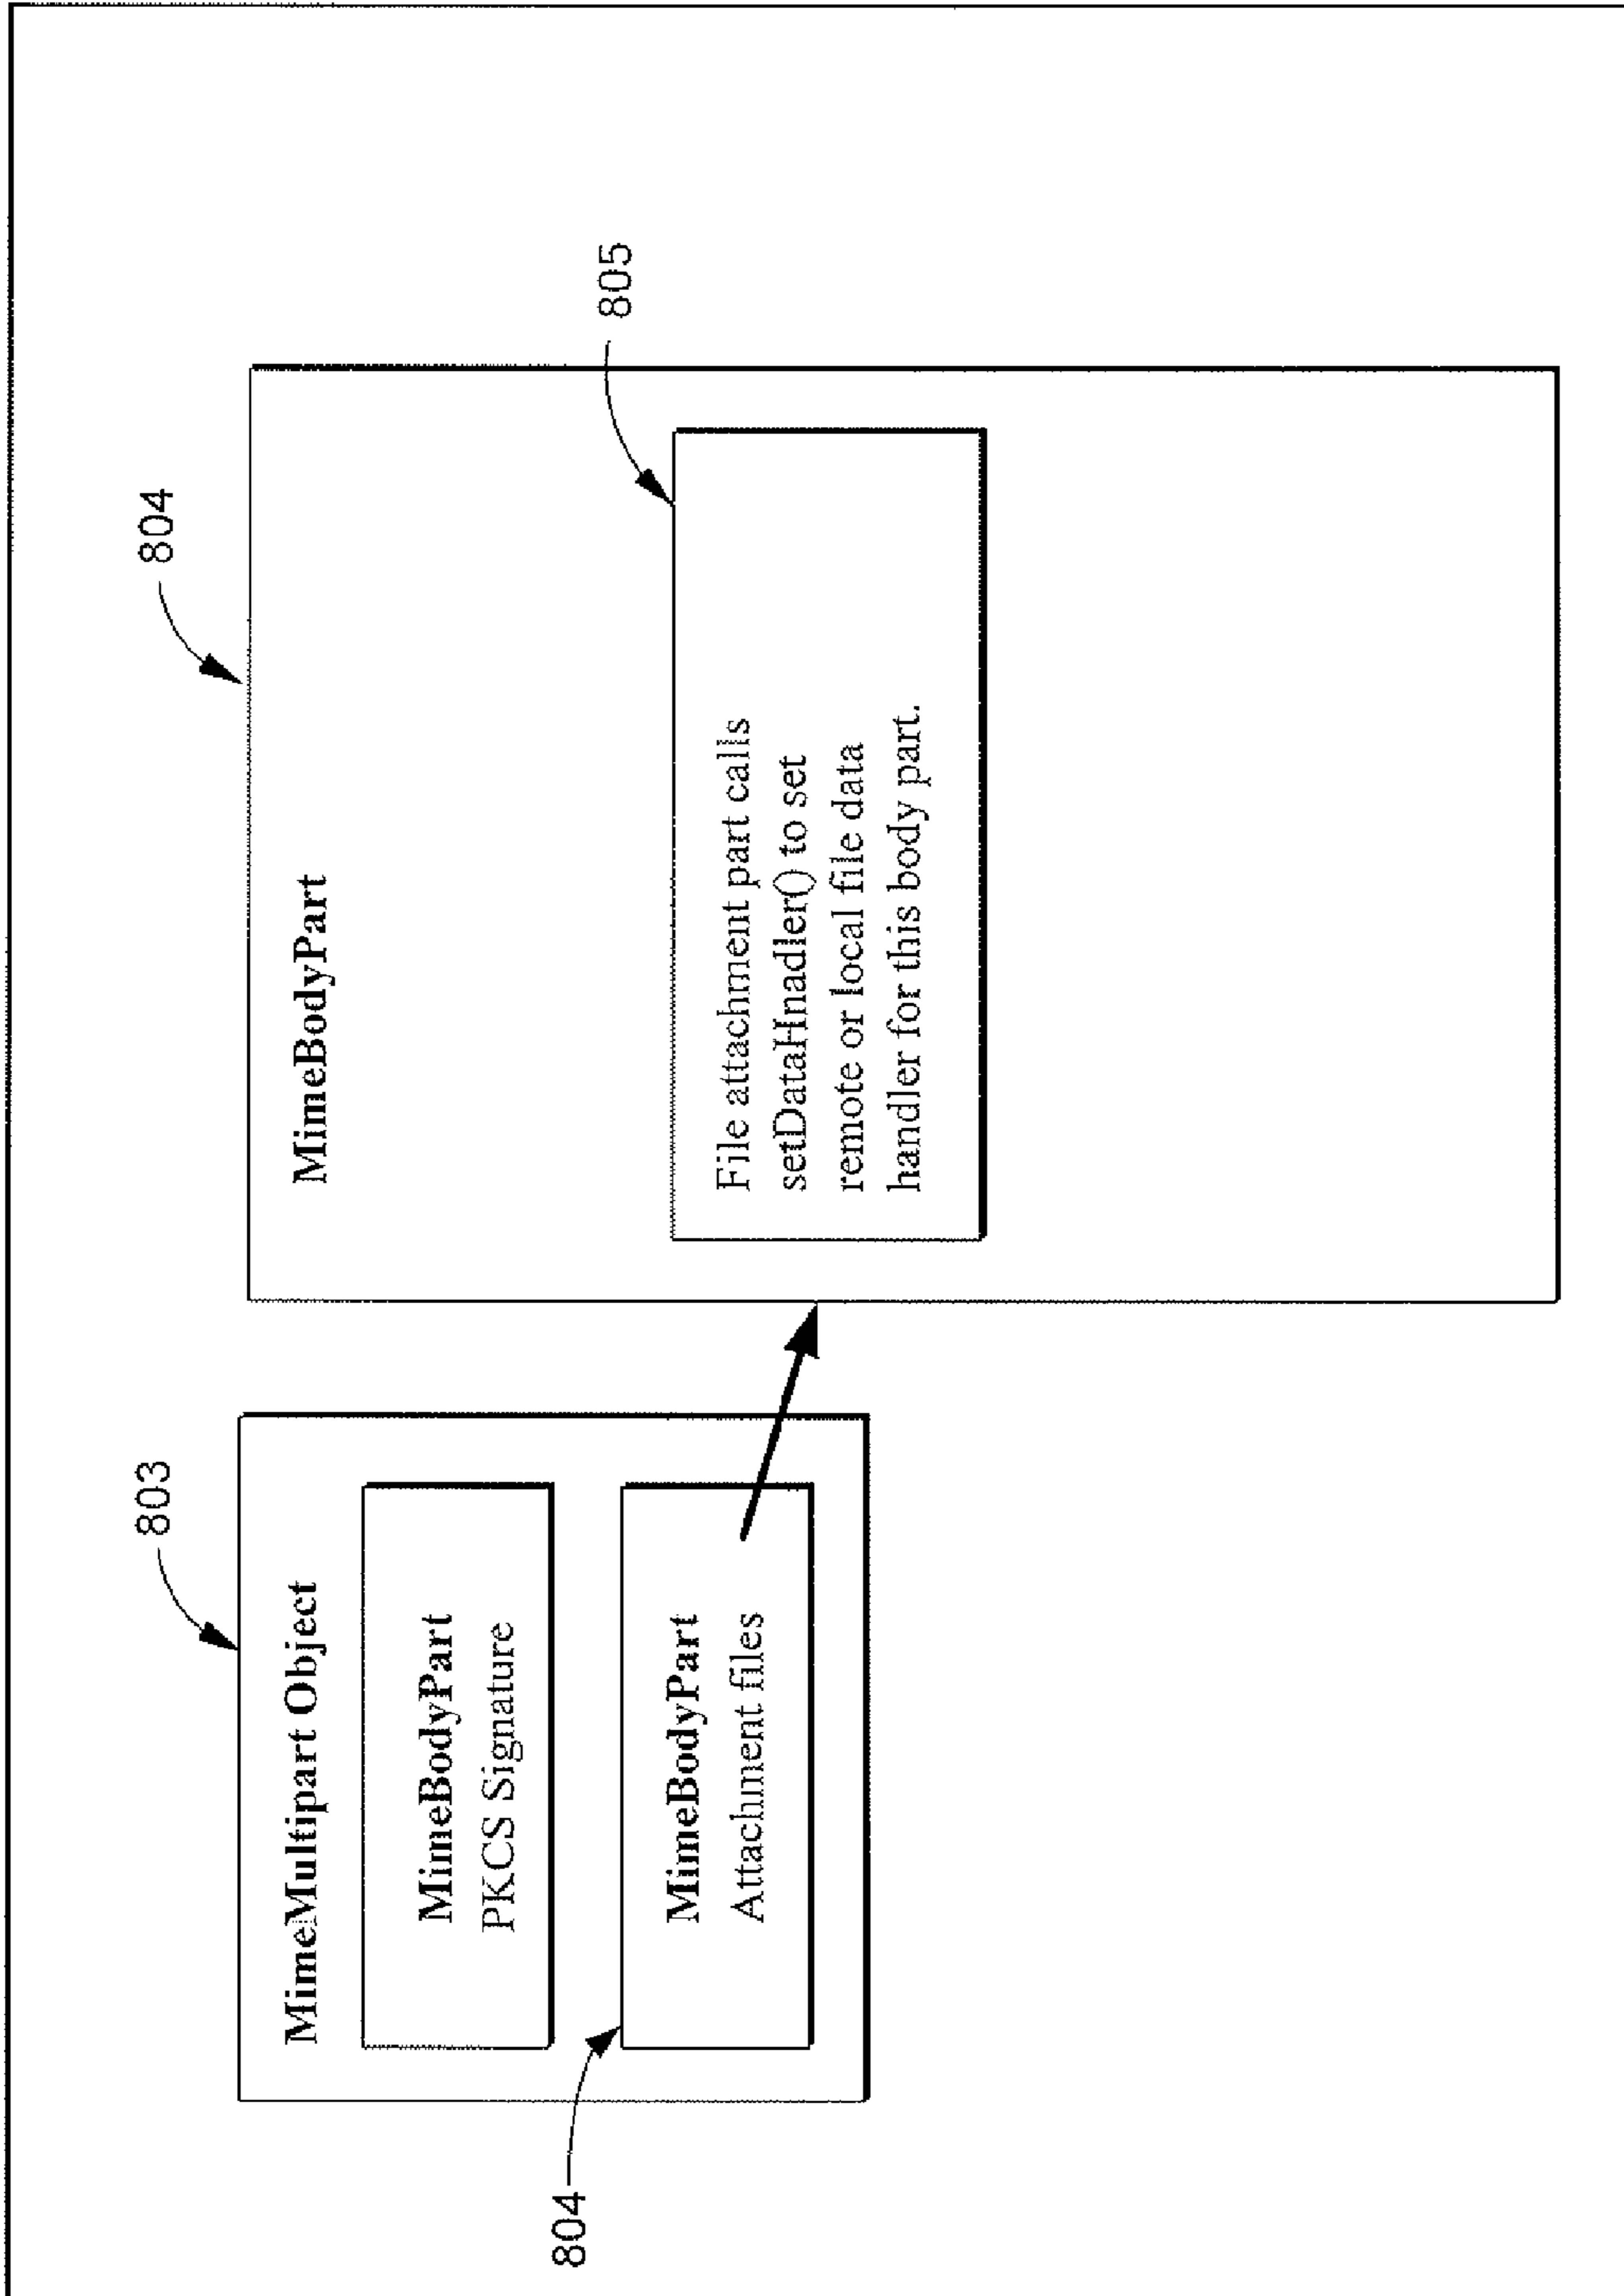 803
MimeMultipart Object
MimeBodyPart
PKCS Signature
804
MimeBodyPart
Attachment files
804
MimeBodyPart
805
File attachment part calls
setDataHnadler() to set
remote or local file data
handler for this body part.